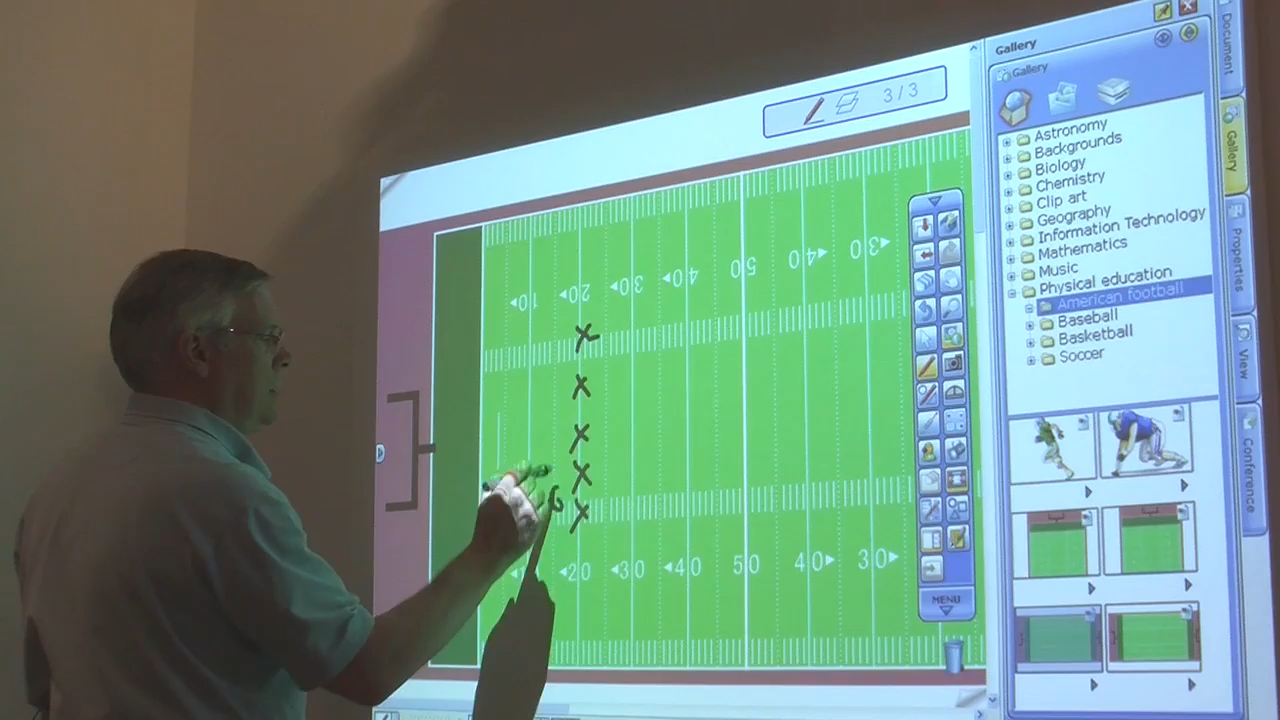 Gallery
Gallery
3/3
Astronomy
Backgrounds
Biology
Chemistry
Clip art
Geography
Information Technology
Mathematics
Music
Physical education
American football
Baseball
Basketball
Soccer
Document
Gallery
Properties
View
Conference
10 20 30 40 50 40 30
X
X
X
X
X
20 30 40 50 40 30
MENU